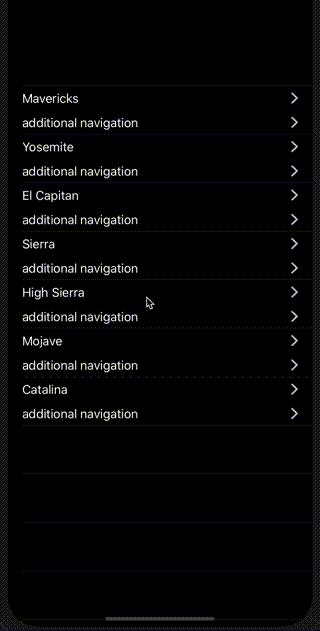 Mavericks
additional navigation
Yosemite
additional navigation
El Capitan
additional navigation
Sierra
additional navigation
High Sierra
additional navigation
Mojave
additional navigation
Catalina
additional navigation